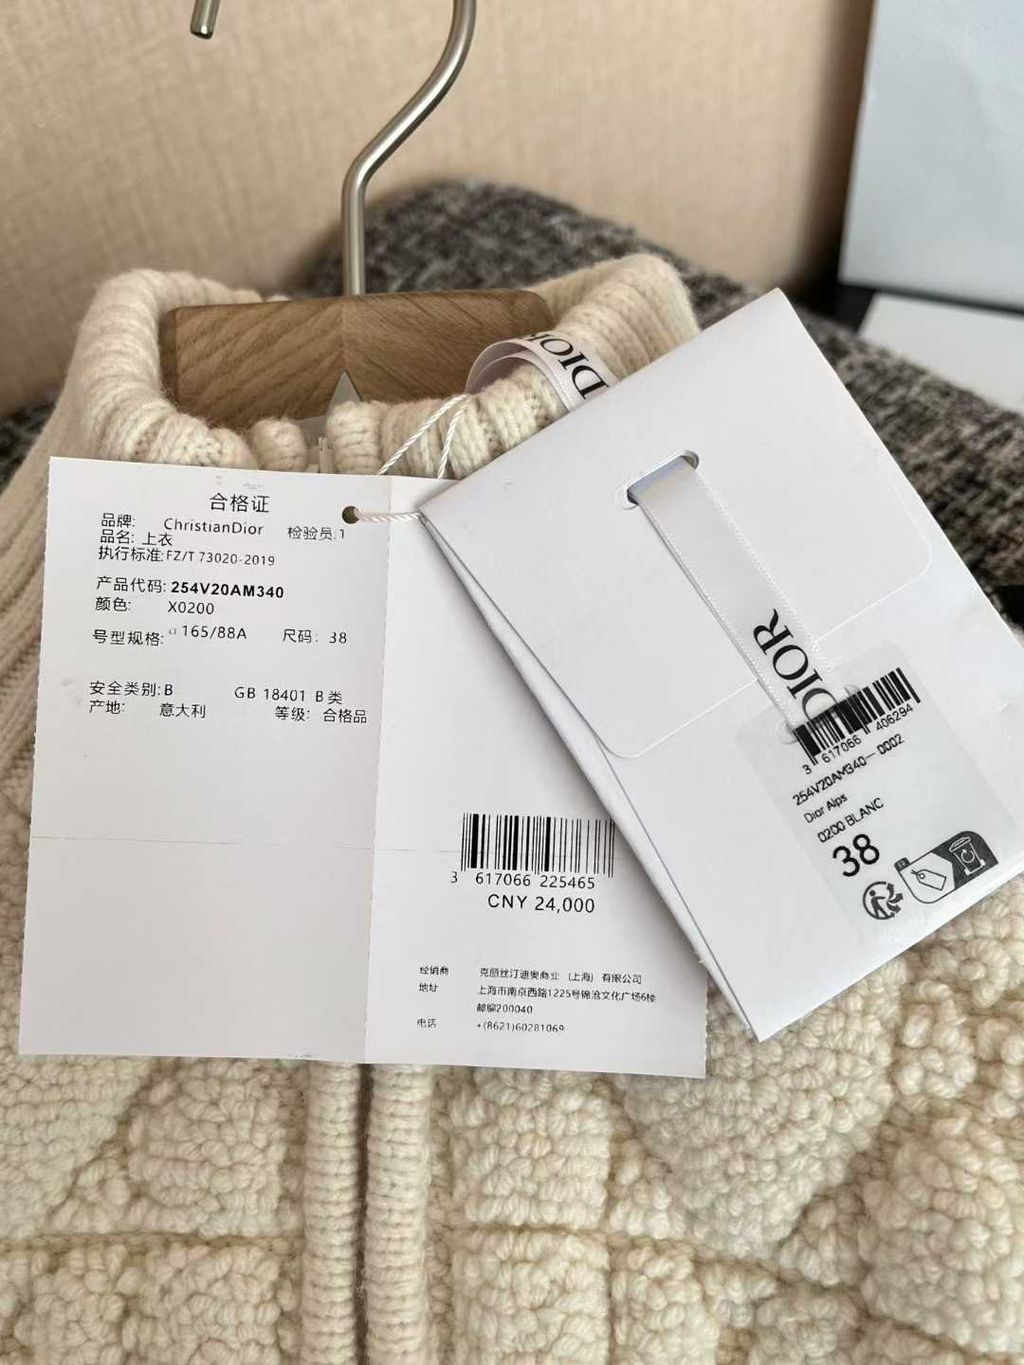 DIOR
合格证
品牌: ChristianDior 检验员:1
品名: 上衣
执行标准:FZ/T 73020-2019
产品代码: 254V20AM340
颜色: X0200
号型规格: 165/88A 尺码: 38
安全类别:B GB 18401 B 类
产地: 意大利 等级: 合格品
3 617066 225465
CNY 24,000
经销商 克丽丝汀迪奥商业 (上海) 有限公司
地址 上海市南京西路1225号锦沧文化广场6楼
邮编200040
电话 +(8621)60281069
DIOR
DIOR
3 617066 406294
254V20AM340— 0002
Dior Alps
0200 BLANC
38